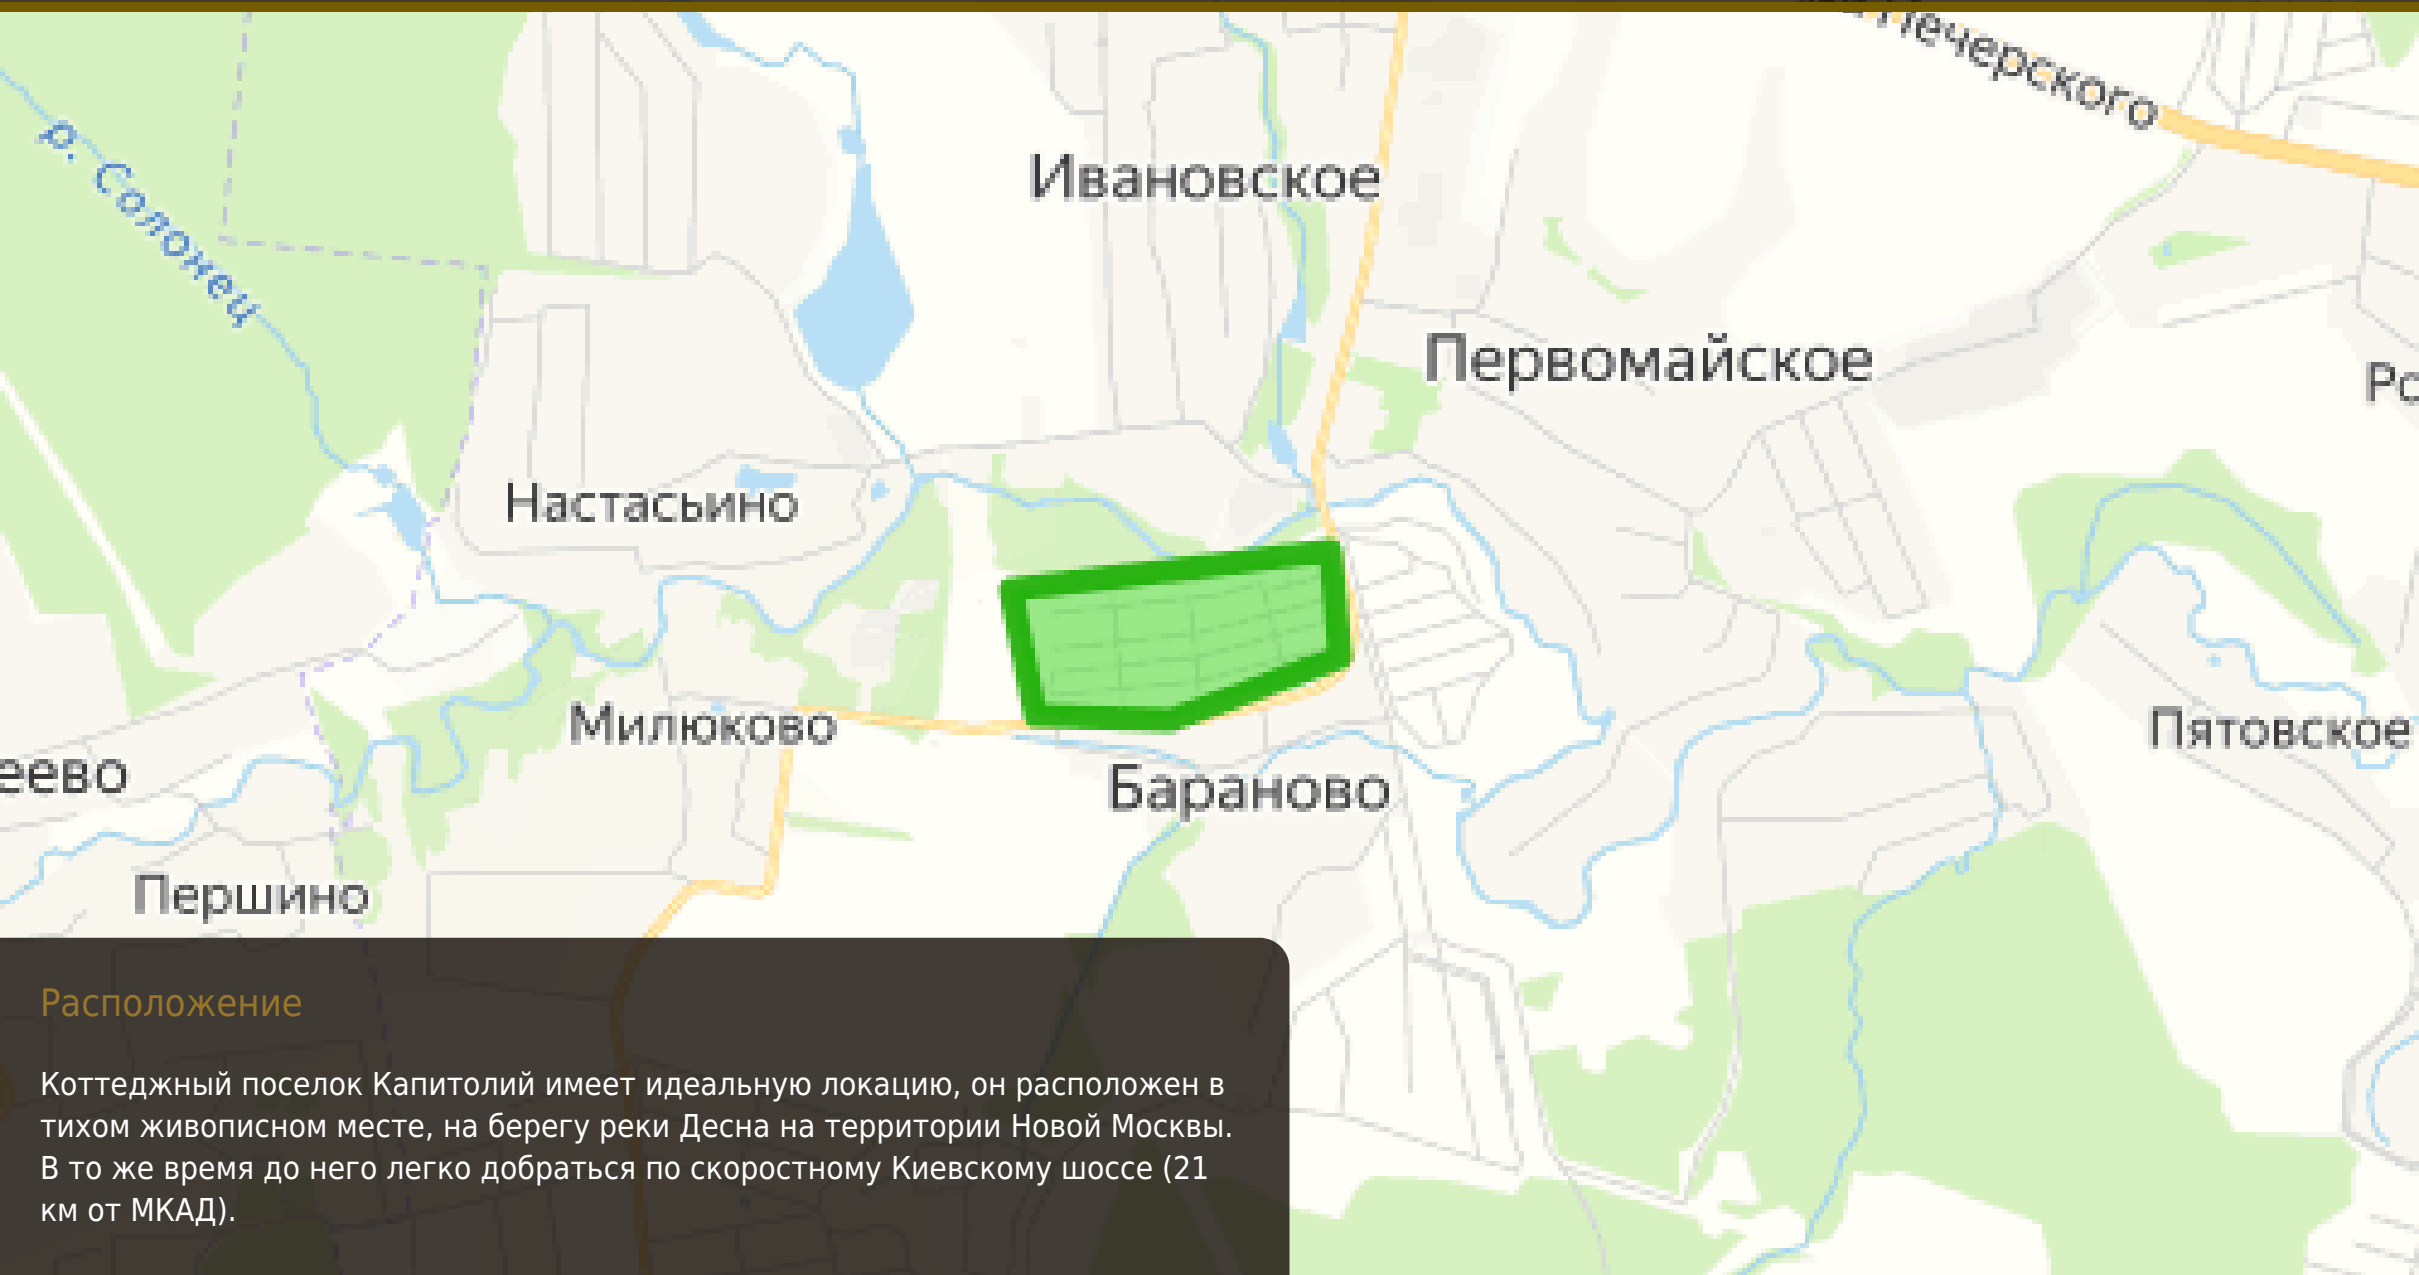 Печерского
р. Солонец
Ивановское
Первомайское
Ро
Настасьино
Милюково
Пятовское
еево
Бараново
Першино
Расположение
Коттеджный поселок Капитолий имеет идеальную локацию, он расположен в
тихом живописном месте, на берегу реки Десна на территории Новой Москвы.
В то же время до него легко добраться по скоростному Киевскому шоссе (21
км от МКАД).